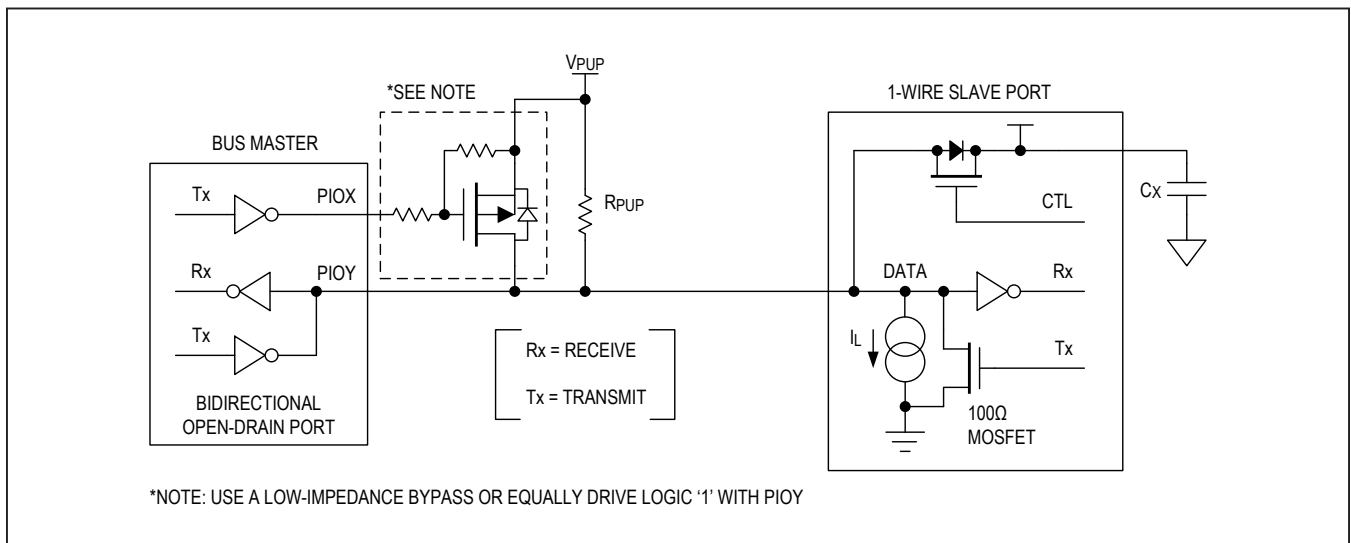 VPUP
*SEE NOTE
1-WIRE SLAVE PORT
BUS MASTER
Tx
PIOX
RPUP
CX
CTL
Rx
PIOY
DATA
Rx
Tx
IL
Tx
Rx = RECEIVE
Tx = TRANSMIT
BIDIRECTIONAL
OPEN-DRAIN PORT
100Ω
MOSFET
*NOTE: USE A LOW-IMPEDANCE BYPASS OR EQUALLY DRIVE LOGIC ‘1’ WITH PIOY